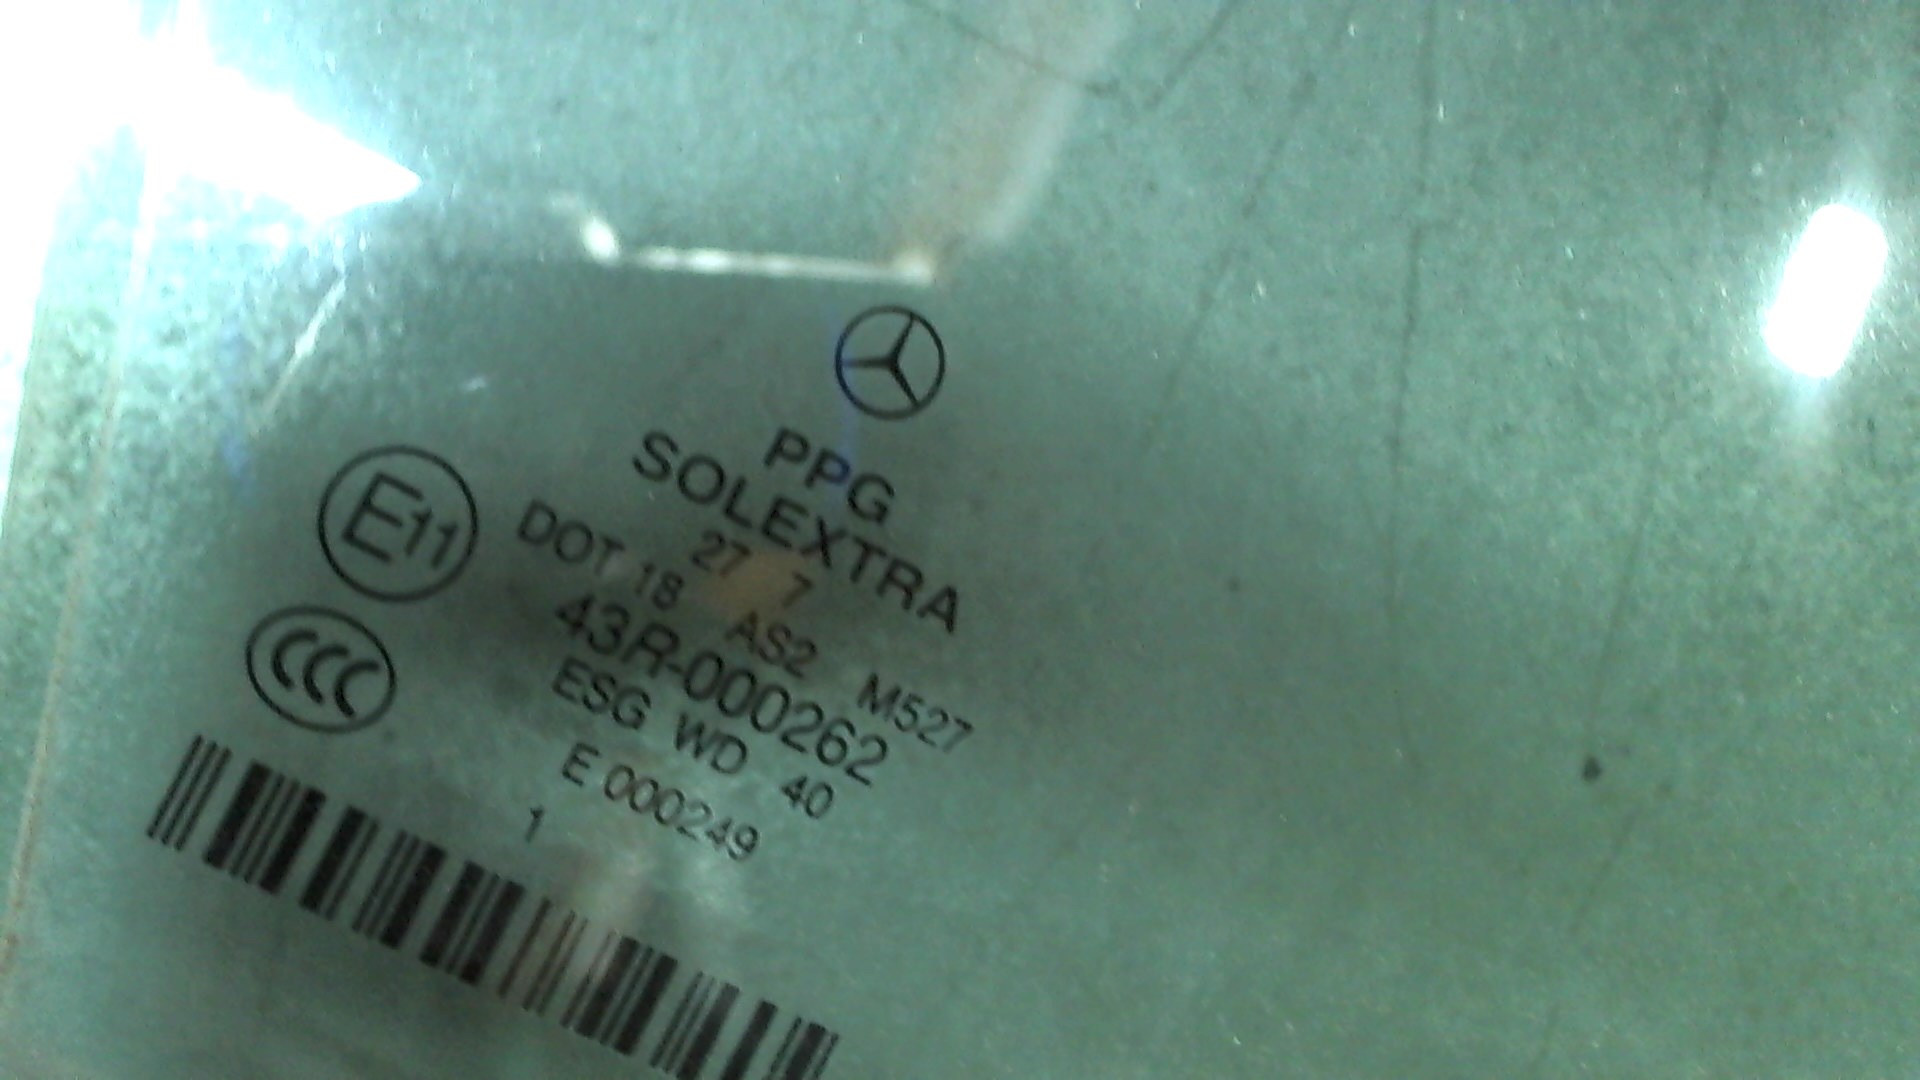 PPG
SOLEXTRA
27 7
E11
DOT 18 AS2 M527
43R-000262
CCC
ESG WD 40
E 000249
1